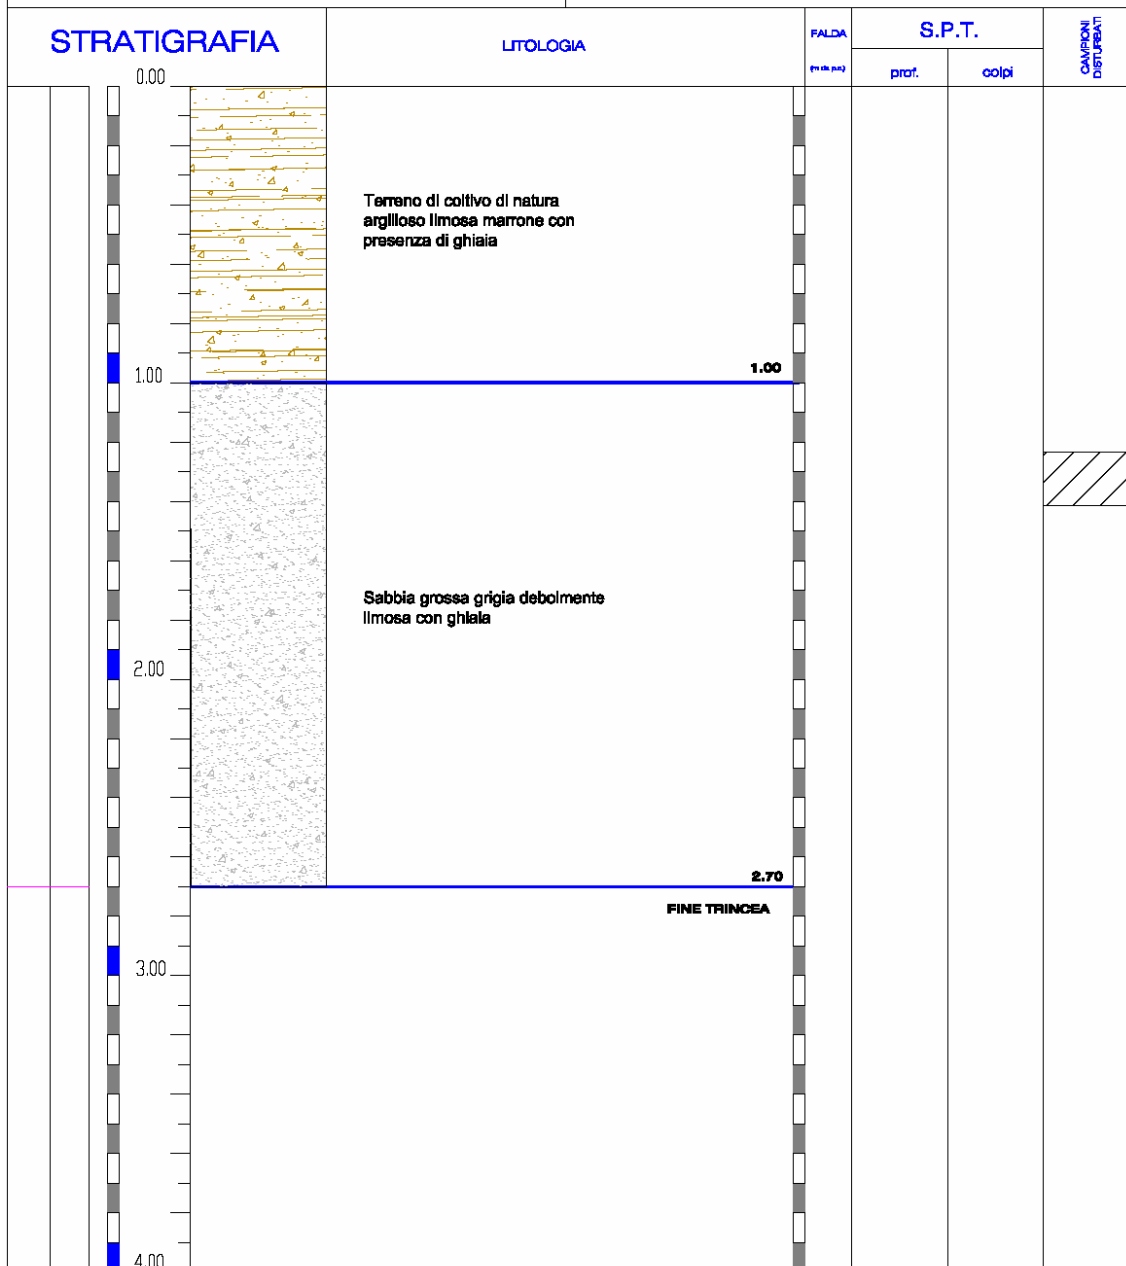 STRATIGRAFIA
LITOLOGIA
FALDA
(m da p.c.)
S.P.T.
prof.
colpi
CAMPIONI
DISTURBATI
0.00
Terreno di coltivo di natura
argilloso limosa marrone con
presenza di ghiaia
1.00
1.00
Sabbia grossa grigia debolmente
limosa con ghiaia
2.00
2.70
FINE TRINCEA
3.00
4.00